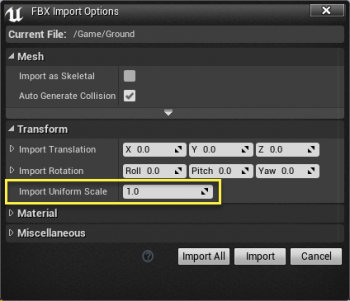 FBX Import Options
Current File: /Game/Ground
Mesh
Import as Skeletal
Auto Generate Collision
Transform
Import Translation X 0.0 Y 0.0 Z 0.0
Import Rotation Roll 0.0 Pitch 0.0 Yaw 0.0
Import Uniform Scale 1.0
Material
Miscellaneous
? Import All Import Cancel